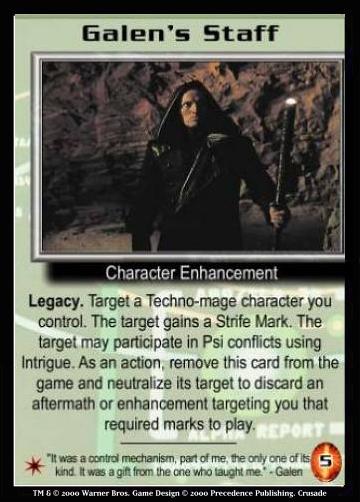 Galen's Staff
Character Enhancement
Legacy. Target a Techno-mage character you
control. The target gains a Strife Mark. The
target may participate in Psi conflicts using
Intrigue. As an action, remove this card from the
game and neutralize its target to discard an
aftermath or enhancement targeting you that
required marks to play.
ALPHA REPORT
"It was a control mechanism, part of me, the only one of its
kind. It was a gift from the one who taught me." - Galen
5
TM & © 2000 Warner Bros. Game Design © 2000 Precedence Publishing. Crusade